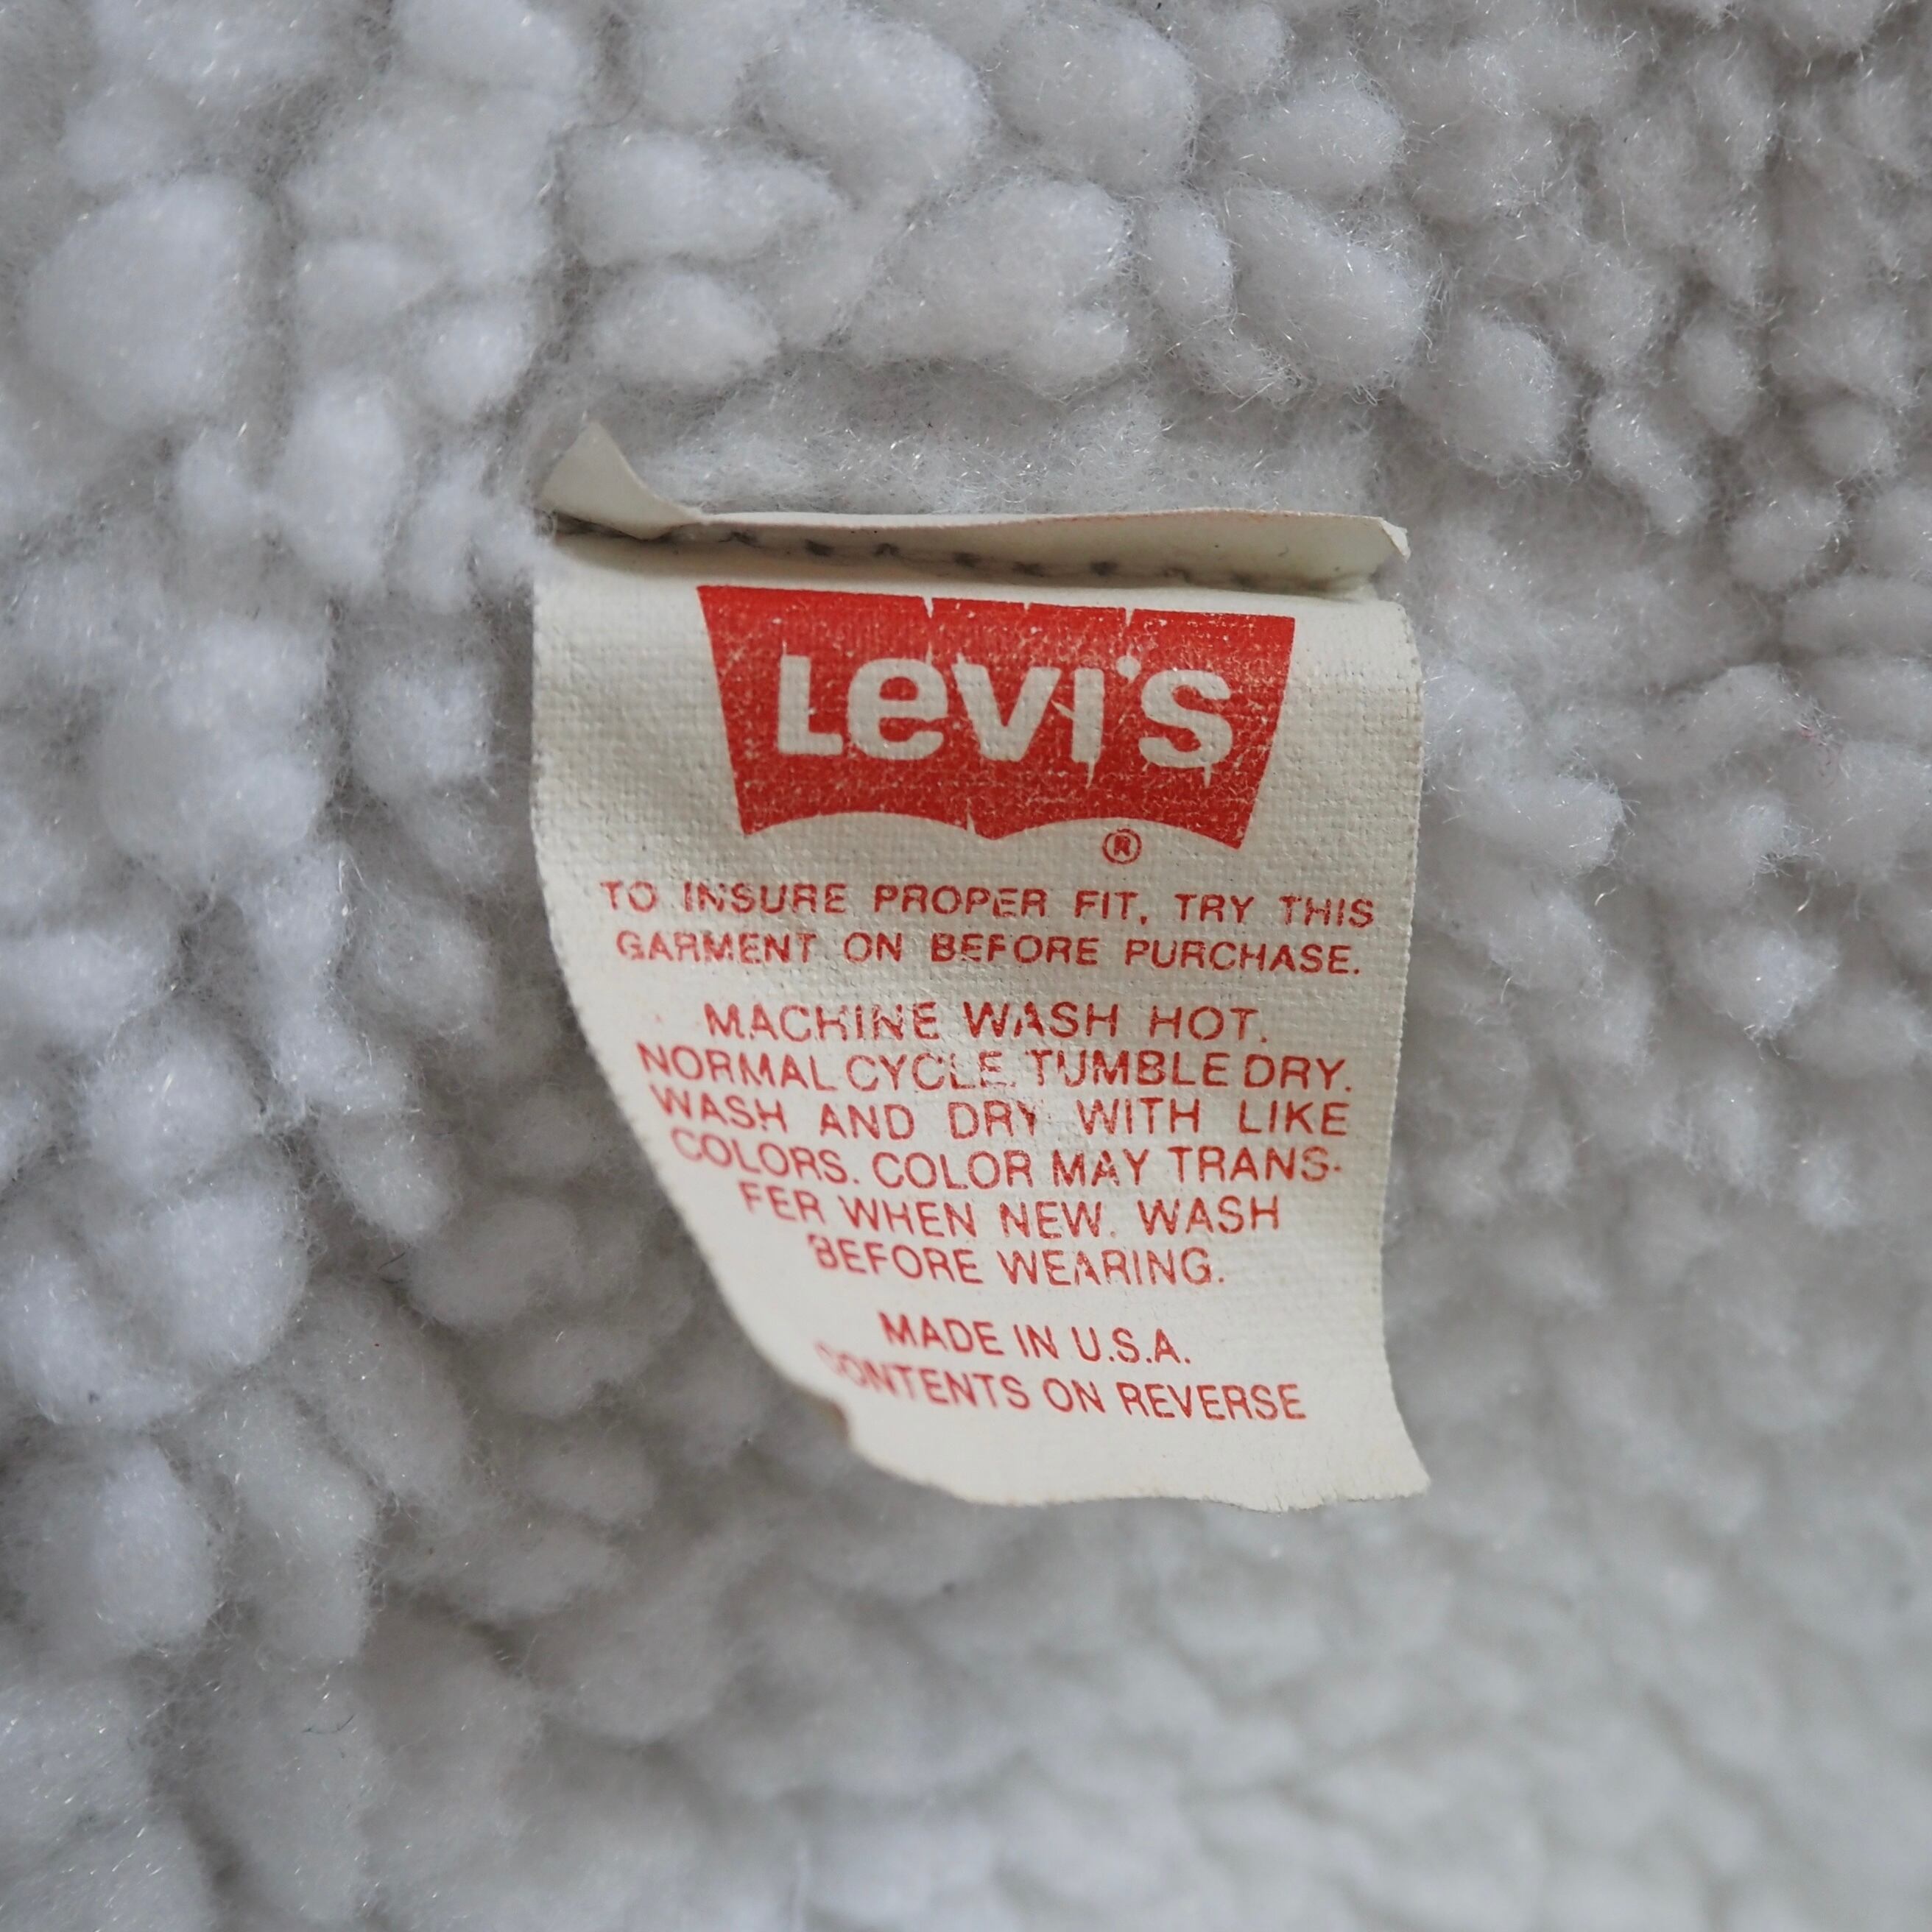 Levi's
®
TO INSURE PROPER FIT, TRY THIS
GARMENT ON BEFORE PURCHASE.
MACHINE WASH HOT.
NORMAL CYCLE. TUMBLE DRY.
WASH AND DRY WITH LIKE
COLORS. COLOR MAY TRANS-
FER WHEN NEW. WASH
BEFORE WEARING.
MADE IN U.S.A.
CONTENTS ON REVERSE